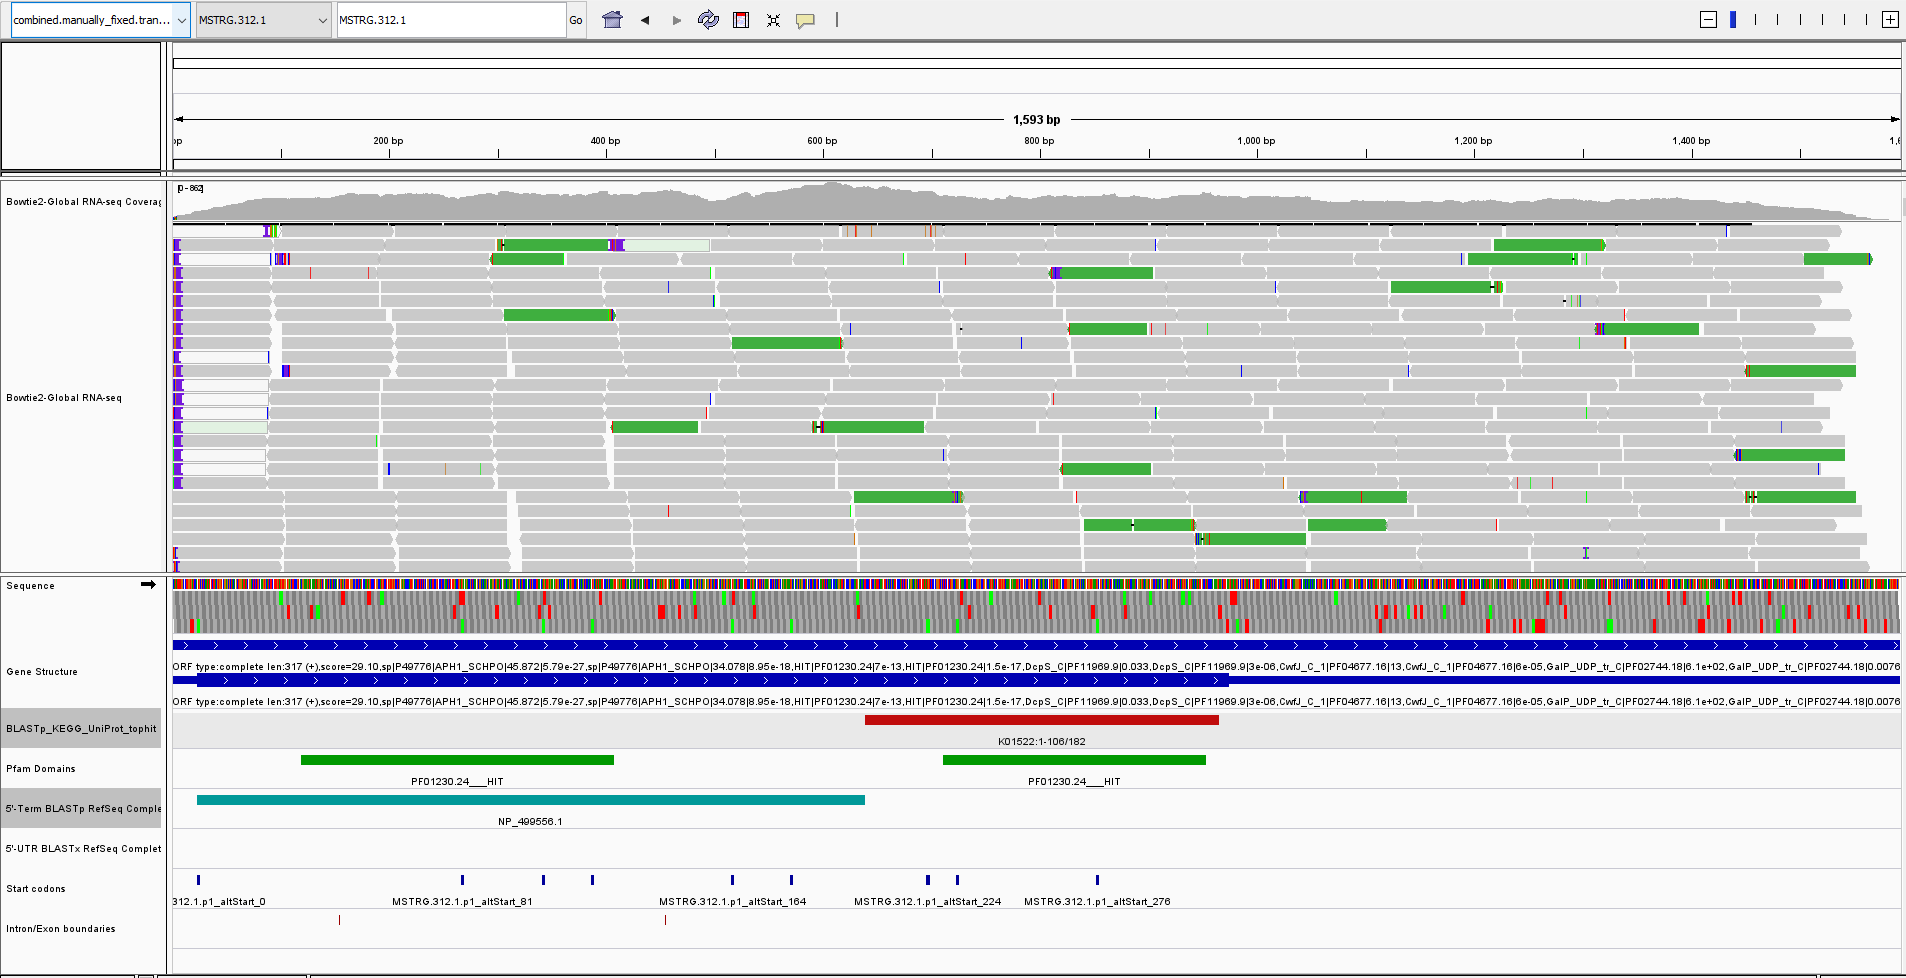 combined.manually_fixed.tran... MSTRG.312.1 MSTRG.312.1 Go
1,593 bp
200 bp 400 bp 600 bp 800 bp 1,000 bp 1,200 bp 1,400 bp
[0 - 862]
Bowtie2-Global RNA-seq Coverag
Bowtie2-Global RNA-seq
Sequence
Gene Structure
ORF type:complete len:317 (+),score=29.10,sp|P49776|APH1_SCHPO|45.872|5.79e-27,sp|P49776|APH1_SCHPO|34.078|8.95e-18,HIT|PF01230.24|7e-13,HIT|PF01230.24|1.5e-17,DcpS_C|PF11969.9|0.033,DcpS_C|PF11969.9|3e-06,CwfJ_C_1|PF04677.16|13,CwfJ_C_1|PF04677.16|6e-05,GalP_UDP_tr_C|PF02744.18|6.1e+02,GalP_UDP_tr_C|PF02744.18|0.0076
ORF type:complete len:317 (+),score=29.10,sp|P49776|APH1_SCHPO|45.872|5.79e-27,sp|P49776|APH1_SCHPO|34.078|8.95e-18,HIT|PF01230.24|7e-13,HIT|PF01230.24|1.5e-17,DcpS_C|PF11969.9|0.033,DcpS_C|PF11969.9|3e-06,CwfJ_C_1|PF04677.16|13,CwfJ_C_1|PF04677.16|6e-05,GalP_UDP_tr_C|PF02744.18|6.1e+02,GalP_UDP_tr_C|PF02744.18|0.0076
BLASTp_KEGG_UniProt_tophit
K01522:1-106/182
Pfam Domains
PF01230.24___HIT PF01230.24___HIT
5'-Term BLASTp RefSeq Comple
NP_499556.1
5'-UTR BLASTx RefSeq Complet
Start codons
312.1.p1_altStart_0 MSTRG.312.1.p1_altStart_81 MSTRG.312.1.p1_altStart_164 MSTRG.312.1.p1_altStart_224 MSTRG.312.1.p1_altStart_276
Intron/Exon boundaries